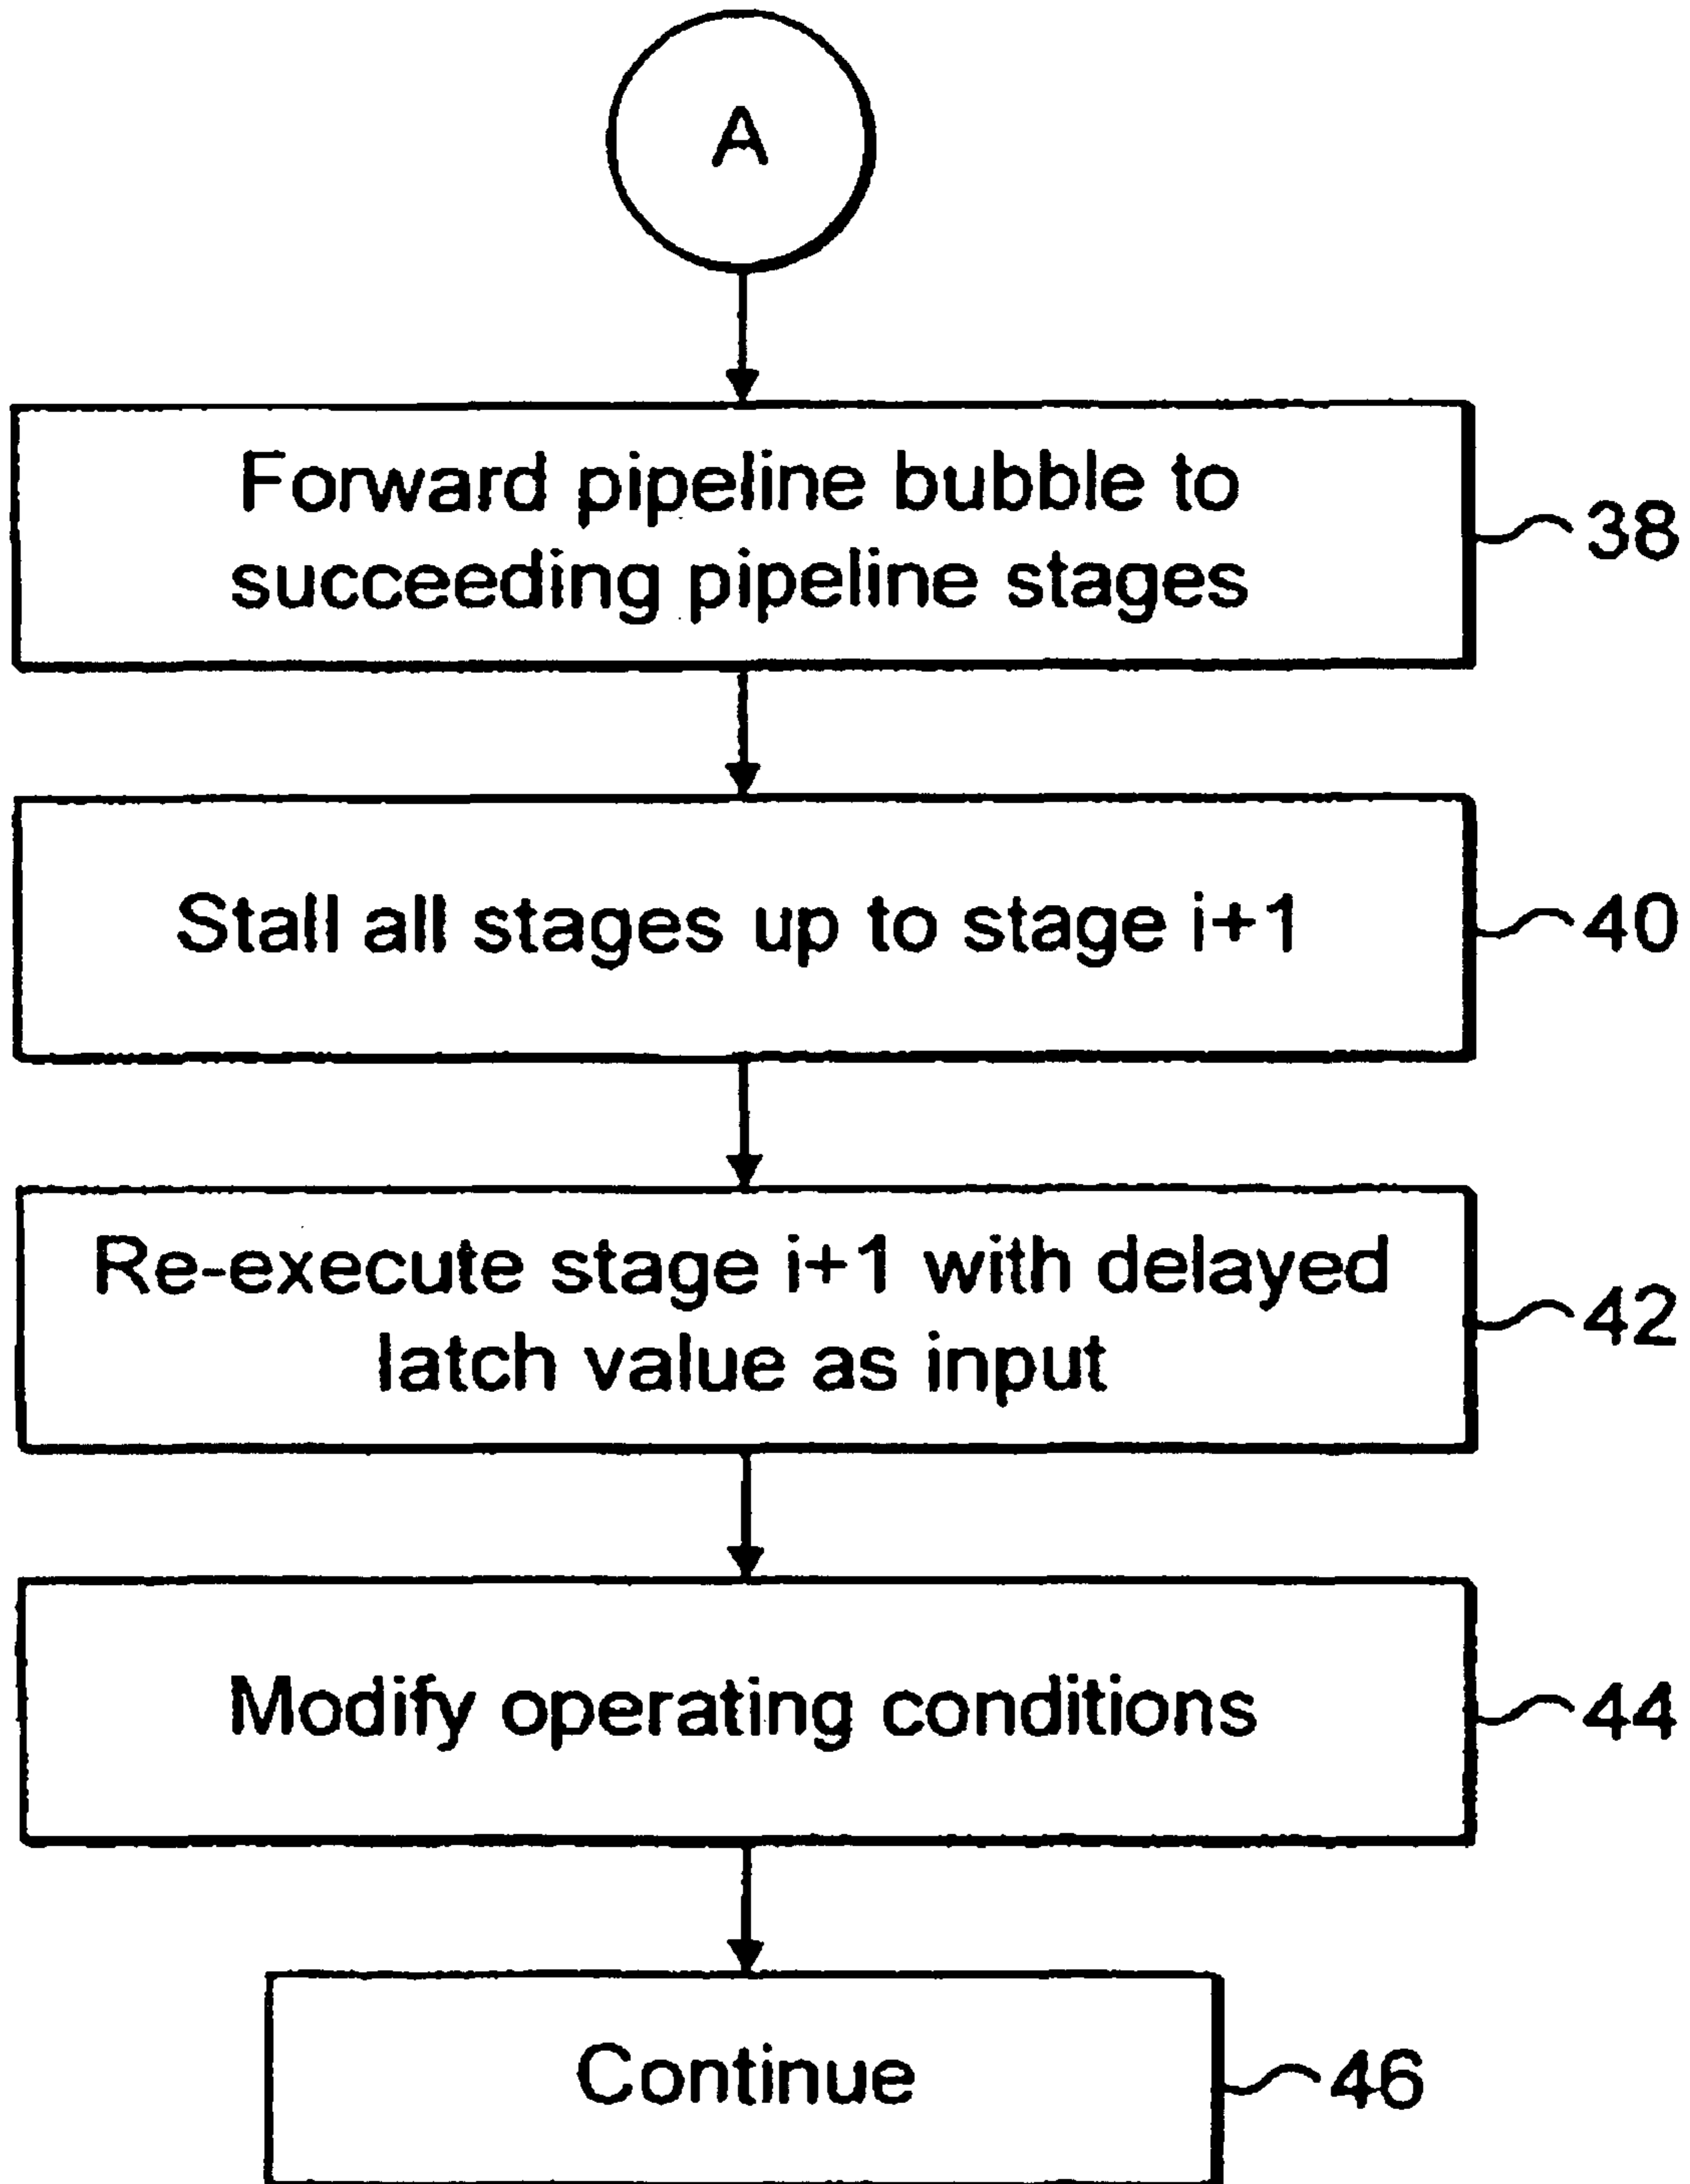 A
Forward pipeline bubble to
succeeding pipeline stages
38
Stall all stages up to stage i+1
40
Re-execute stage i+1 with delayed
latch value as input
42
Modify operating conditions
44
Continue
46